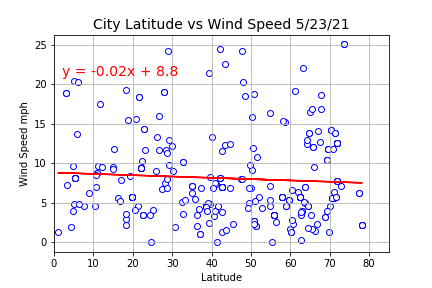 City Latitude vs Wind Speed 5/23/21
y = -0.02x + 8.8
Wind Speed mph
25
20
15
10
5
0
0 10 20 30 40 50 60 70 80
Latitude